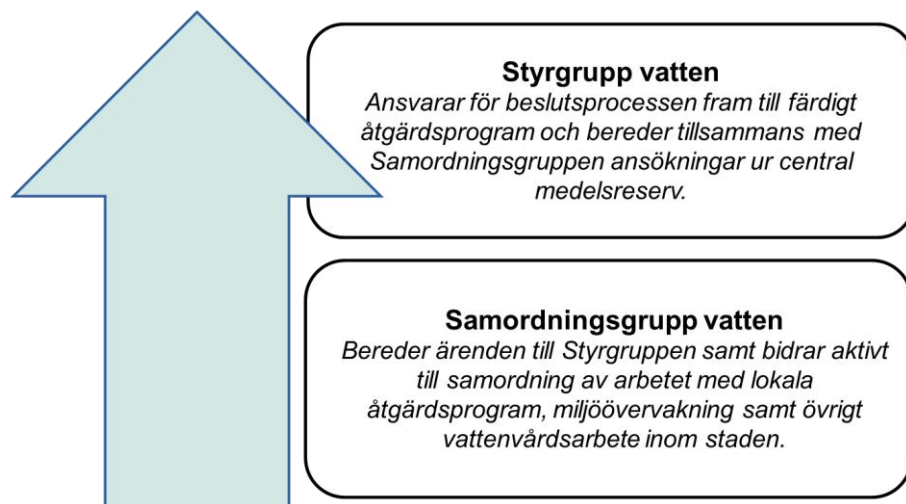 Styrgrupp vatten
Ansvarar för beslutsprocessen fram till färdigt
åtgärdsprogram och bereder tillsammans med
Samordningsgruppen ansökningar ur central
medelsreserv.
Samordningsgrupp vatten
Bereder ärenden till Styrgruppen samt bidrar aktivt
till samordning av arbetet med lokala
åtgärdsprogram, miljöövervakning samt övrigt
vattenvårdsarbete inom staden.